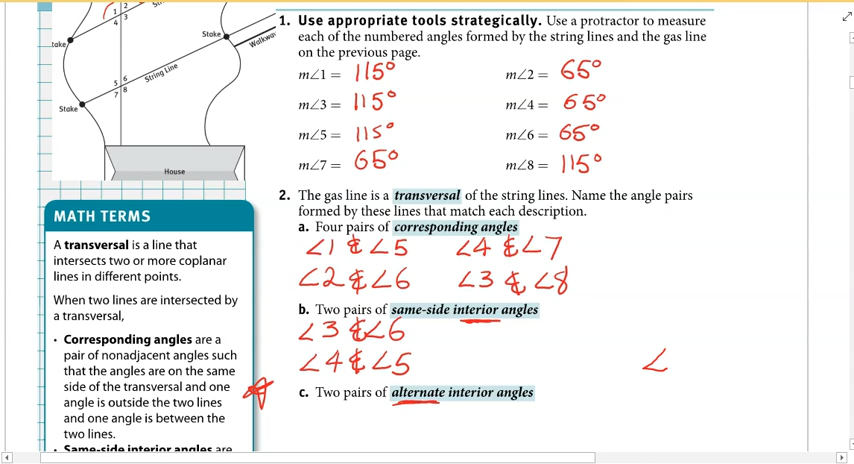 1 2
4 3
Stake
String Line
Walkwa
5 6
7 8
Stake
House
1. Use appropriate tools strategically. Use a protractor to measure
each of the numbered angles formed by the string lines and the gas line
on the previous page.
m∠1 = 115° m∠2 = 65°
m∠3 = 115° m∠4 = 65°
m∠5 = 115° m∠6 = 65°
m∠7 = 65° m∠8 = 115°
2. The gas line is a transversal of the string lines. Name the angle pairs
formed by these lines that match each description.
a. Four pairs of corresponding angles
∠1 & ∠5 ∠4 & ∠7
∠2 & ∠6 ∠3 & ∠8
b. Two pairs of same-side interior angles
∠3 & ∠6
∠4 & ∠5 ∠
c. Two pairs of alternate interior angles
MATH TERMS
A transversal is a line that
intersects two or more coplanar
lines in different points.
When two lines are intersected by
a transversal,
• Corresponding angles are a
pair of nonadjacent angles such
that the angles are on the same
side of the transversal and one
angle is outside the two lines
and one angle is between the
two lines.
• Same-side interior angles are